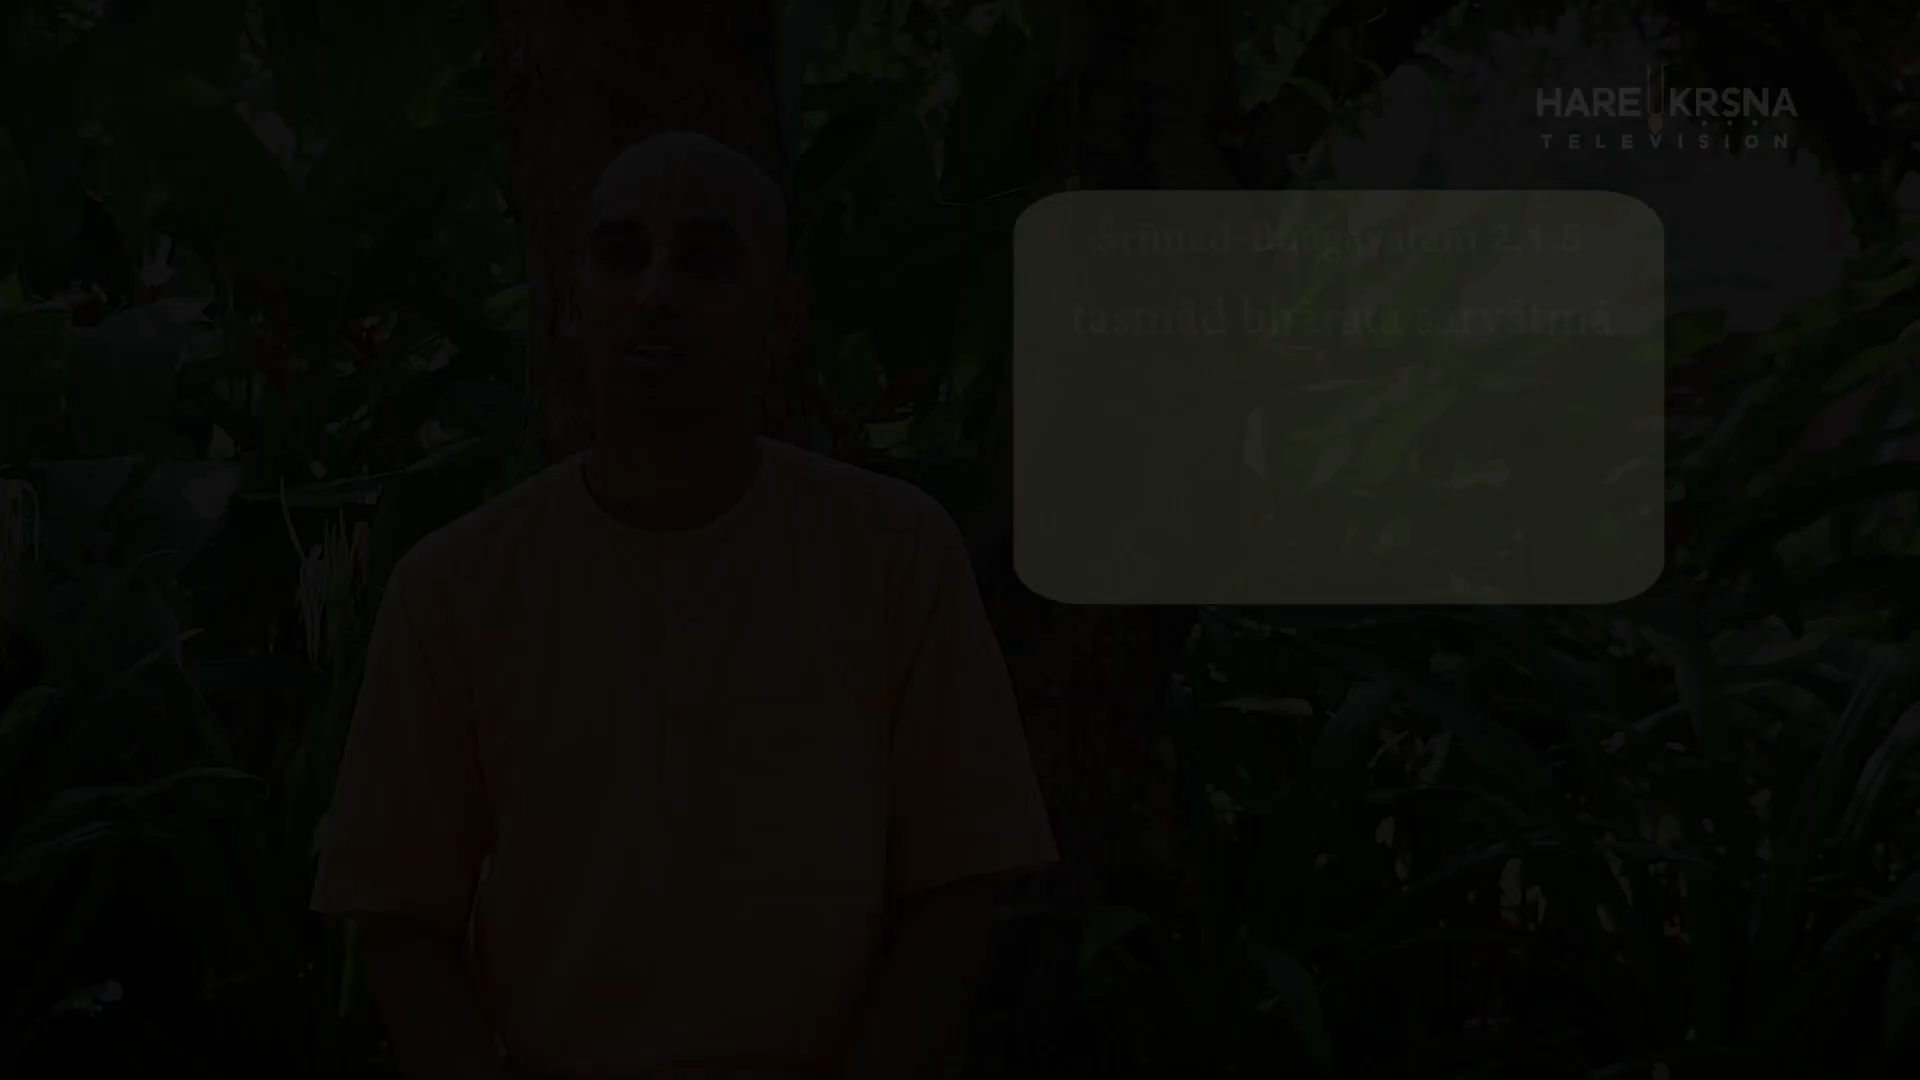 HARE KRSNA
TELEVISION
Śrīmad-Bhāgavatam 2.1.5
tasmād bhārata sarvātmā